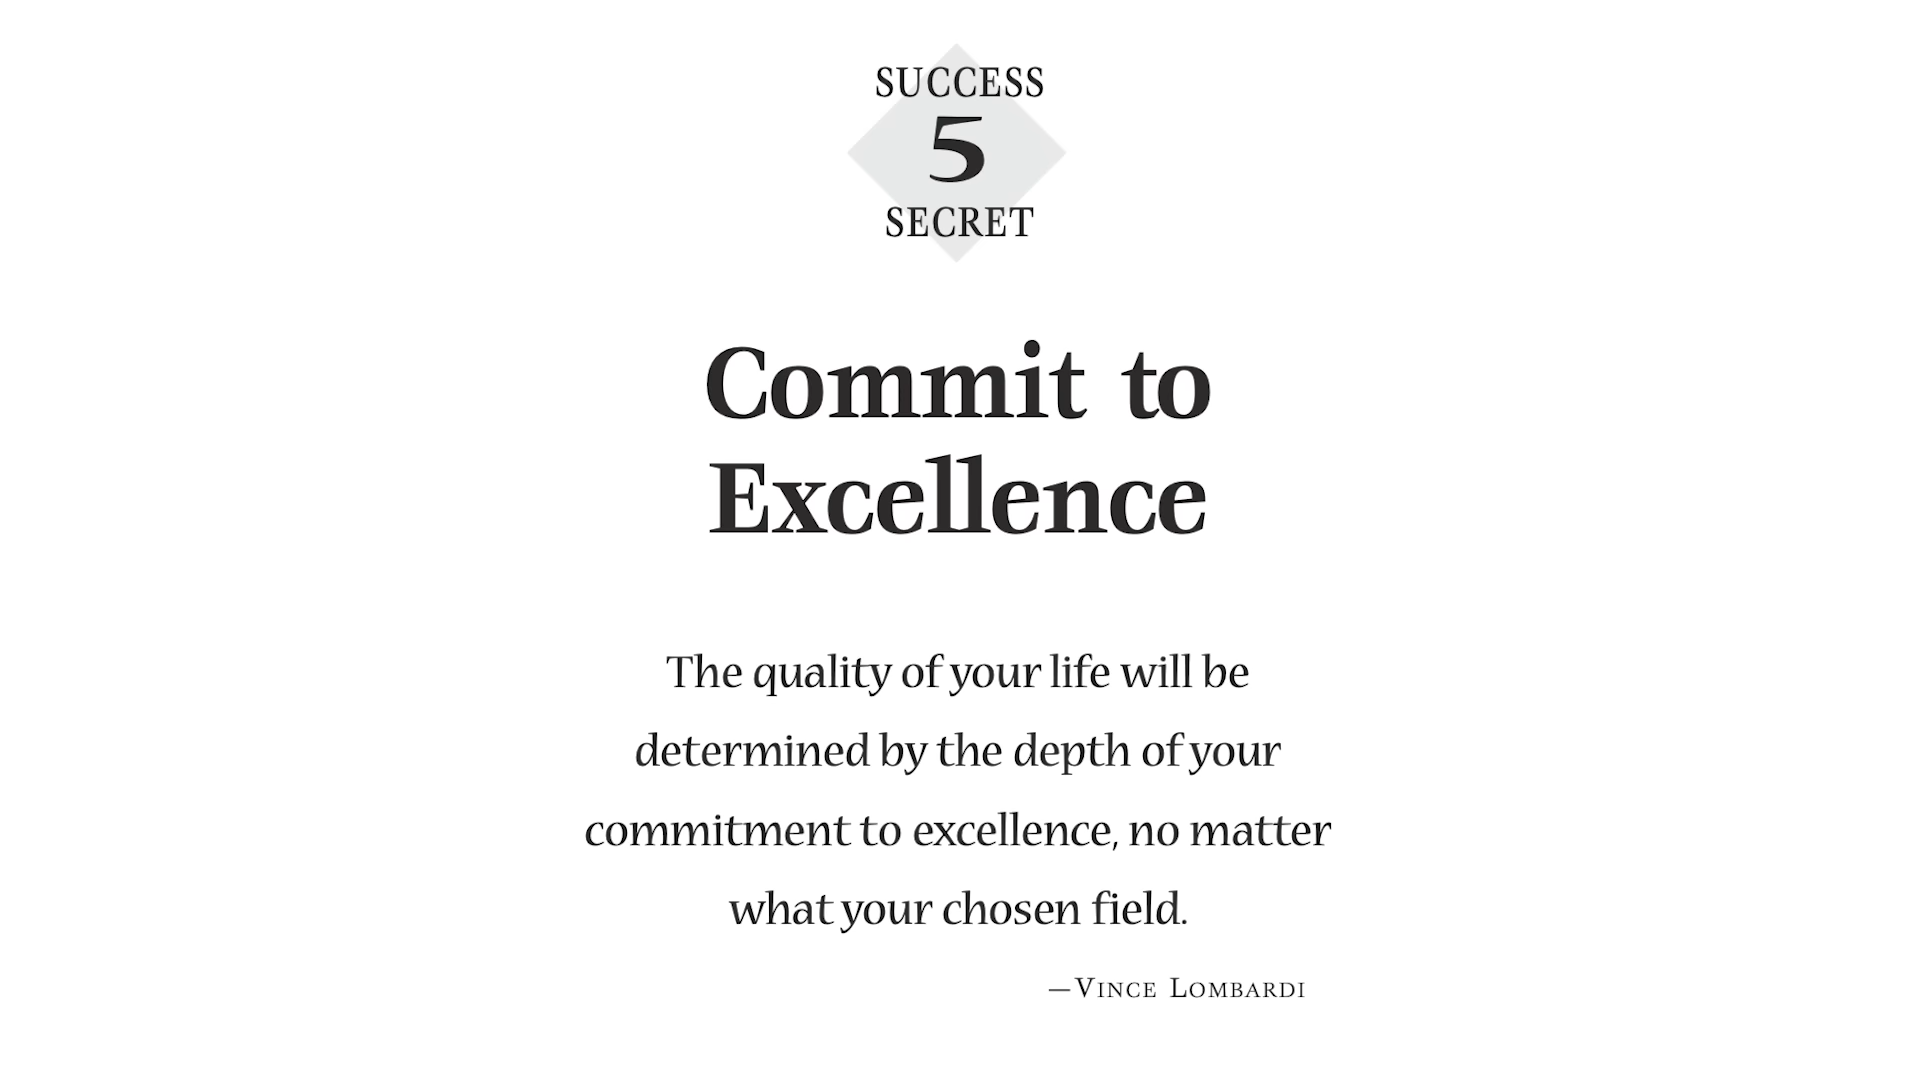 SUCCESS
5
SECRET
Commit to
Excellence
The quality of your life will be
determined by the depth of your
commitment to excellence, no matter
what your chosen field.
—Vince Lombardi